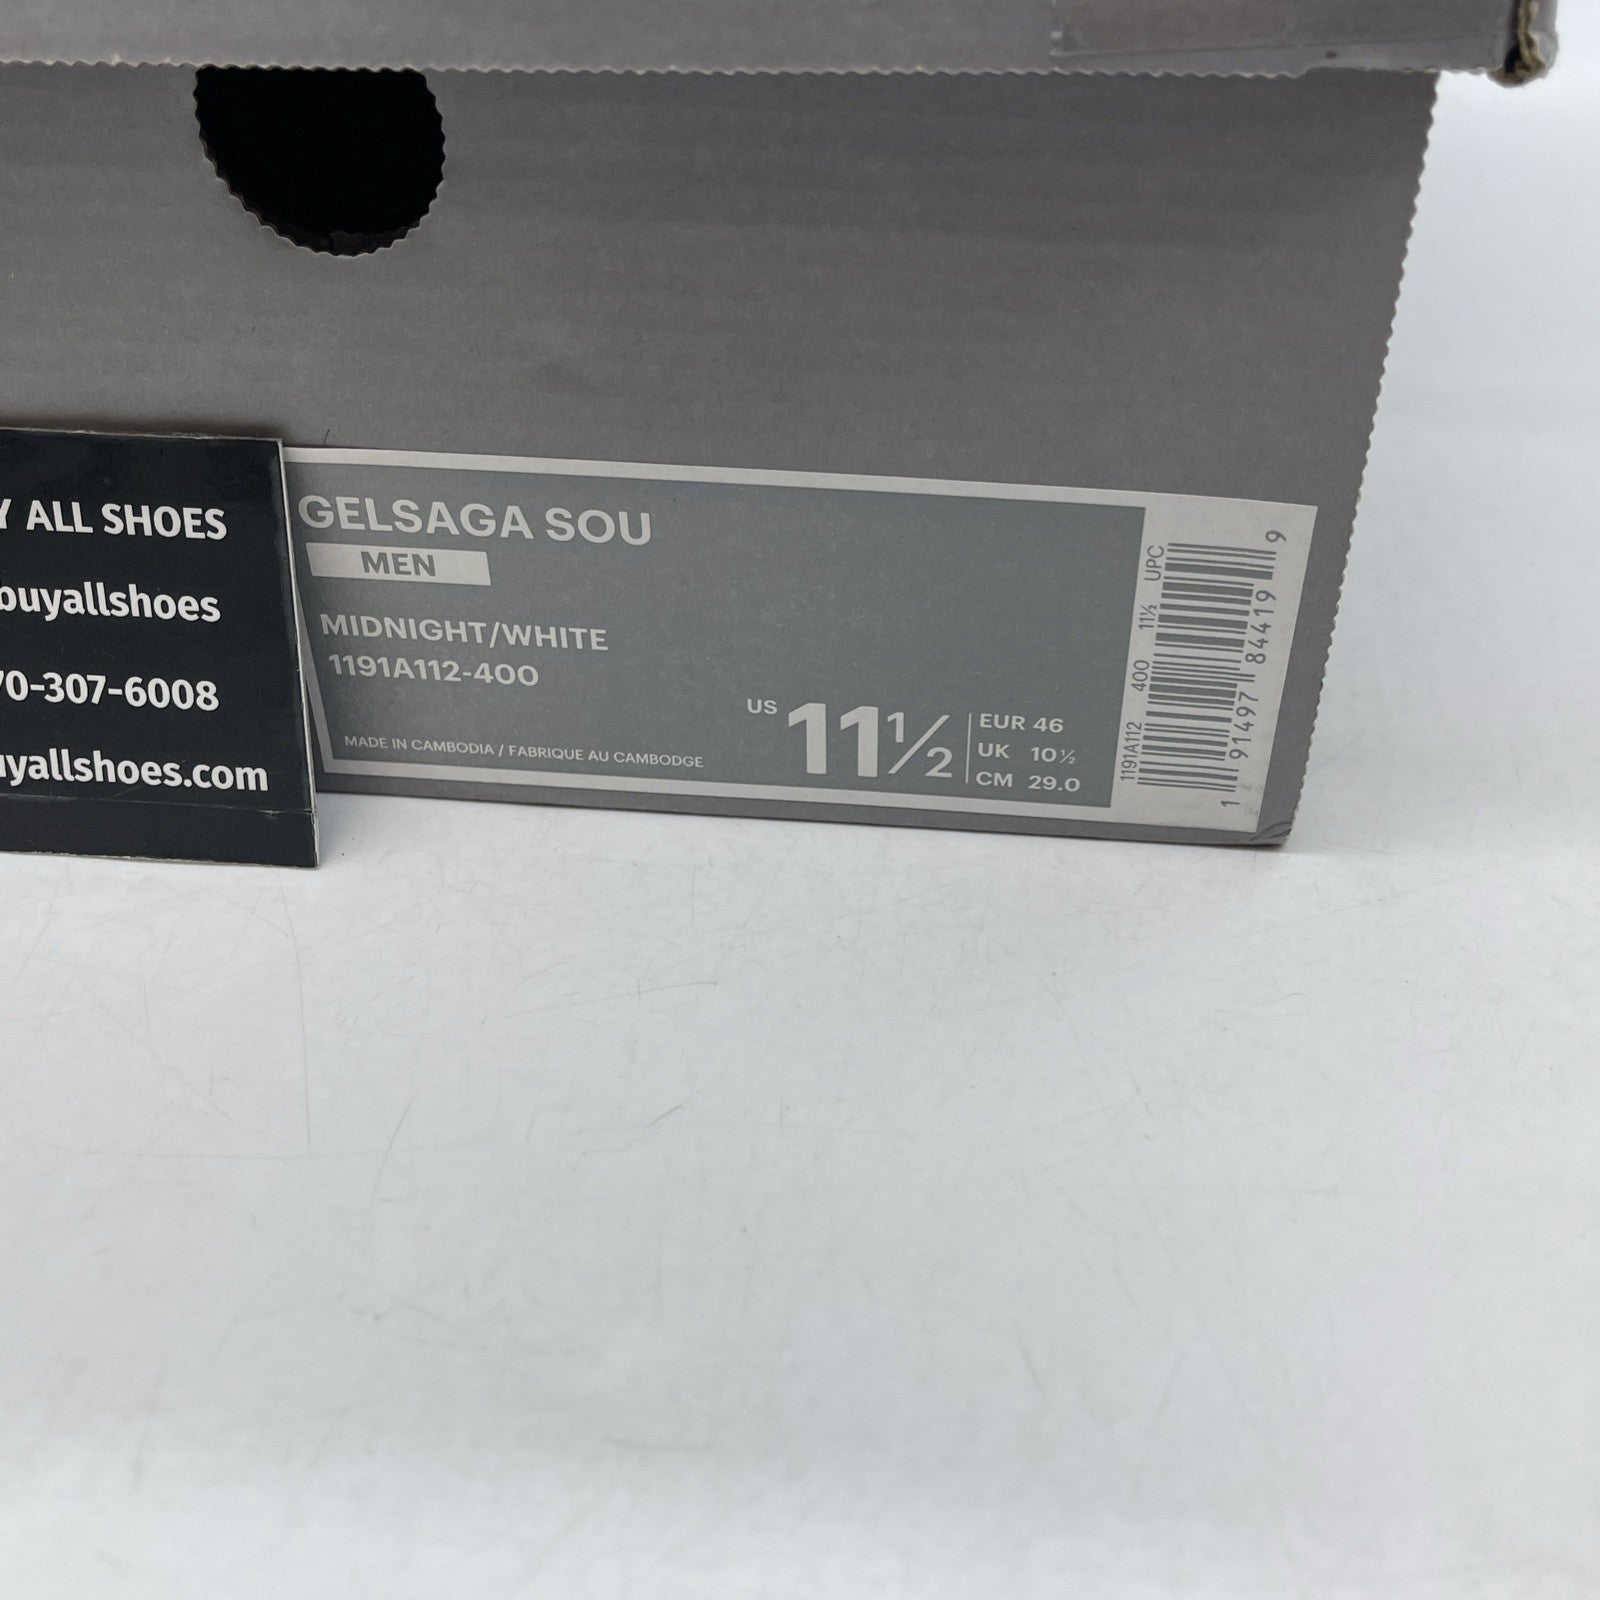 Y ALL SHOES
buyallshoes
70-307-6008
yallshoes.com
GELSAGA SOU
MEN
MIDNIGHT/WHITE
1191A112-400
MADE IN CAMBODIA / FABRIQUE AU CAMBODGE
US 11½
EUR 46
UK 10½
CM 29.0
1191A112 400 11½ UPC
1 91497 84419 9